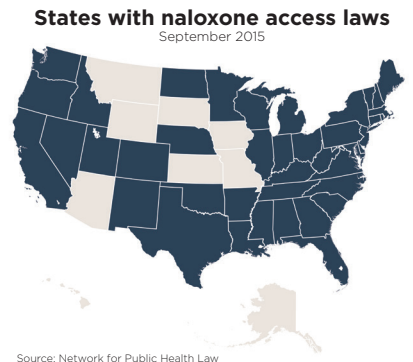 States with naloxone access laws
September 2015
Source: Network for Public Health Law